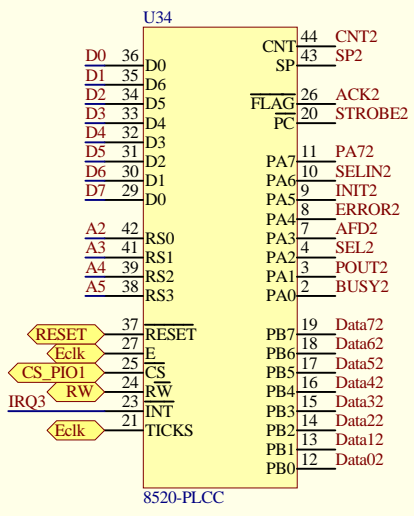 U34
CNT 44 CNT2
D0 36 D0 SP 43 SP2
D1 35 D6
D2 34 D5 FLAG 26 ACK2
D3 33 D4 PC 20 STROBE2
D4 32 D3
D5 31 D2 PA7 11 PA72
D6 30 D1 PA6 10 SELIN2
D7 29 D0 PA5 9 INIT2
PA4 8 ERROR2
A2 42 RS0 PA3 7 AFD2
A3 41 RS1 PA2 4 SEL2
A4 39 RS2 PA1 3 POUT2
A5 38 RS3 PA0 2 BUSY2
RESET 37 RESET PB7 19 Data72
Eclk 27 E PB6 18 Data62
CS_PIO1 25 CS PB5 17 Data52
RW 24 RW PB4 16 Data42
IRQ3 23 INT PB3 15 Data32
Eclk 21 TICKS PB2 14 Data22
PB1 13 Data12
PB0 12 Data02
8520-PLCC